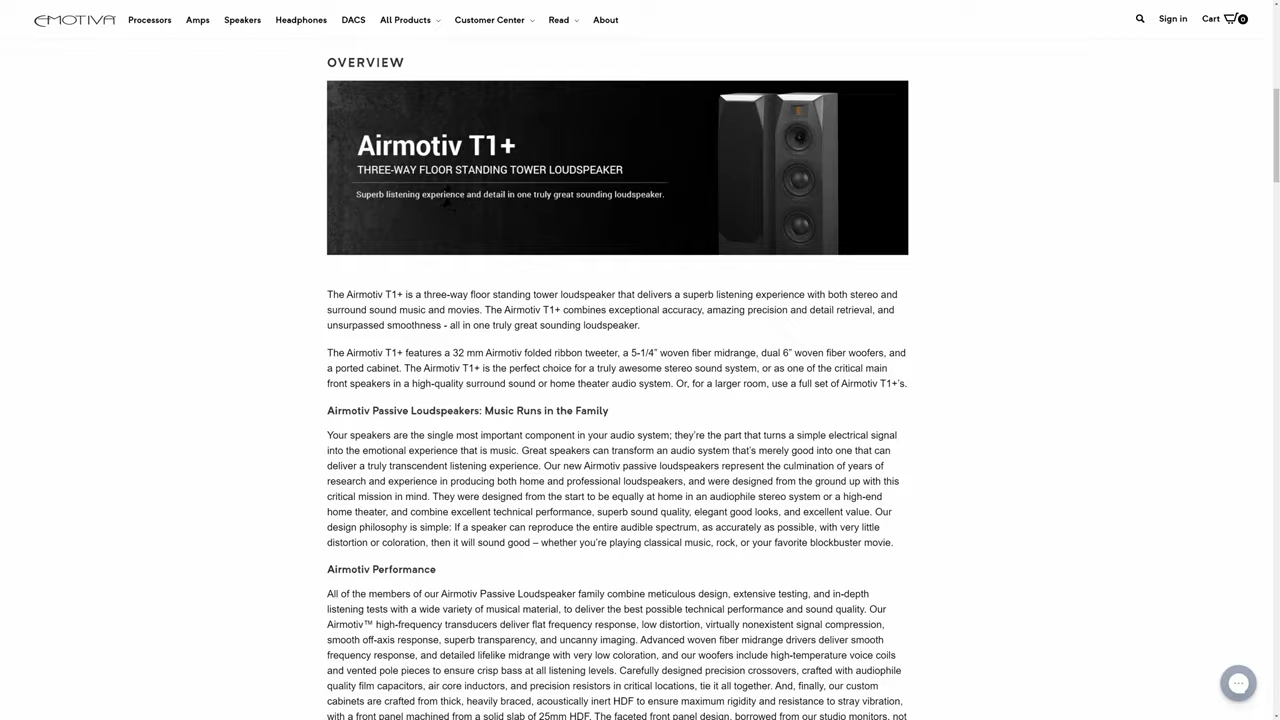 EMOTIVA Processors Amps Speakers Headphones DACS All Products Customer Center Read About Sign in Cart 0
OVERVIEW
Airmotiv T1+
THREE-WAY FLOOR STANDING TOWER LOUDSPEAKER
Superb listening experience and detail in one truly great sounding loudspeaker.
The Airmotiv T1+ is a three-way floor standing tower loudspeaker that delivers a superb listening experience with both stereo and
surround sound music and movies. The Airmotiv T1+ combines exceptional accuracy, amazing precision and detail retrieval, and
unsurpassed smoothness - all in one truly great sounding loudspeaker.
The Airmotiv T1+ features a 32 mm Airmotiv folded ribbon tweeter, a 5-1/4" woven fiber midrange, dual 6" woven fiber woofers, and
a ported cabinet. The Airmotiv T1+ is the perfect choice for a truly awesome stereo sound system, or as one of the critical main
front speakers in a high-quality surround sound or home theater audio system. Or, for a larger room, use a full set of Airmotiv T1+'s.
Airmotiv Passive Loudspeakers: Music Runs in the Family
Your speakers are the single most important component in your audio system; they're the part that turns a simple electrical signal
into the emotional experience that is music. Great speakers can transform an audio system that's merely good into one that can
deliver a truly transcendent listening experience. Our new Airmotiv passive loudspeakers represent the culmination of years of
research and experience in producing both home and professional loudspeakers, and were designed from the ground up with this
critical mission in mind. They were designed from the start to be equally at home in an audiophile stereo system or a high-end
home theater, and combine excellent technical performance, superb sound quality, elegant good looks, and excellent value. Our
design philosophy is simple: If a speaker can reproduce the entire audible spectrum, as accurately as possible, with very little
distortion or coloration, then it will sound good – whether you're playing classical music, rock, or your favorite blockbuster movie.
Airmotiv Performance
All of the members of our Airmotiv Passive Loudspeaker family combine meticulous design, extensive testing, and in-depth
listening tests with a wide variety of musical material, to deliver the best possible technical performance and sound quality. Our
Airmotiv™ high-frequency transducers deliver flat frequency response, low distortion, virtually nonexistent signal compression,
smooth off-axis response, superb transparency, and uncanny imaging. Advanced woven fiber midrange drivers deliver smooth
frequency response, and detailed lifelike midrange with very low coloration, and our woofers include high-temperature voice coils
and vented pole pieces to ensure crisp bass at all listening levels. Carefully designed precision crossovers, crafted with audiophile
quality film capacitors, air core inductors, and precision resistors in critical locations, tie it all together. And, finally, our custom
cabinets are crafted from thick, heavily braced, acoustically inert HDF to ensure maximum rigidity and resistance to stray vibration,
with a front panel machined from a solid slab of 25mm HDF. The faceted front panel design, borrowed from our studio monitors, not